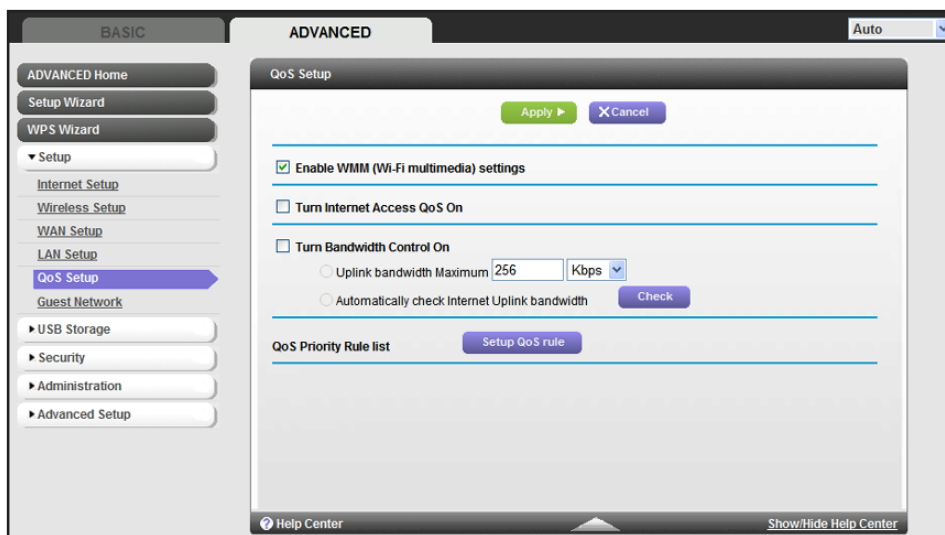 BASIC
ADVANCED
Auto
ADVANCED Home
Setup Wizard
WPS Wizard
Setup
Internet Setup
Wireless Setup
WAN Setup
LAN Setup
QoS Setup
Guest Network
USB Storage
Security
Administration
Advanced Setup
QoS Setup
Apply
Cancel
Enable WMM (Wi-Fi multimedia) settings
Turn Internet Access QoS On
Turn Bandwidth Control On
Uplink bandwidth Maximum 256 Kbps
Automatically check Internet Uplink bandwidth Check
QoS Priority Rule list Setup QoS rule
Help Center Show/Hide Help Center